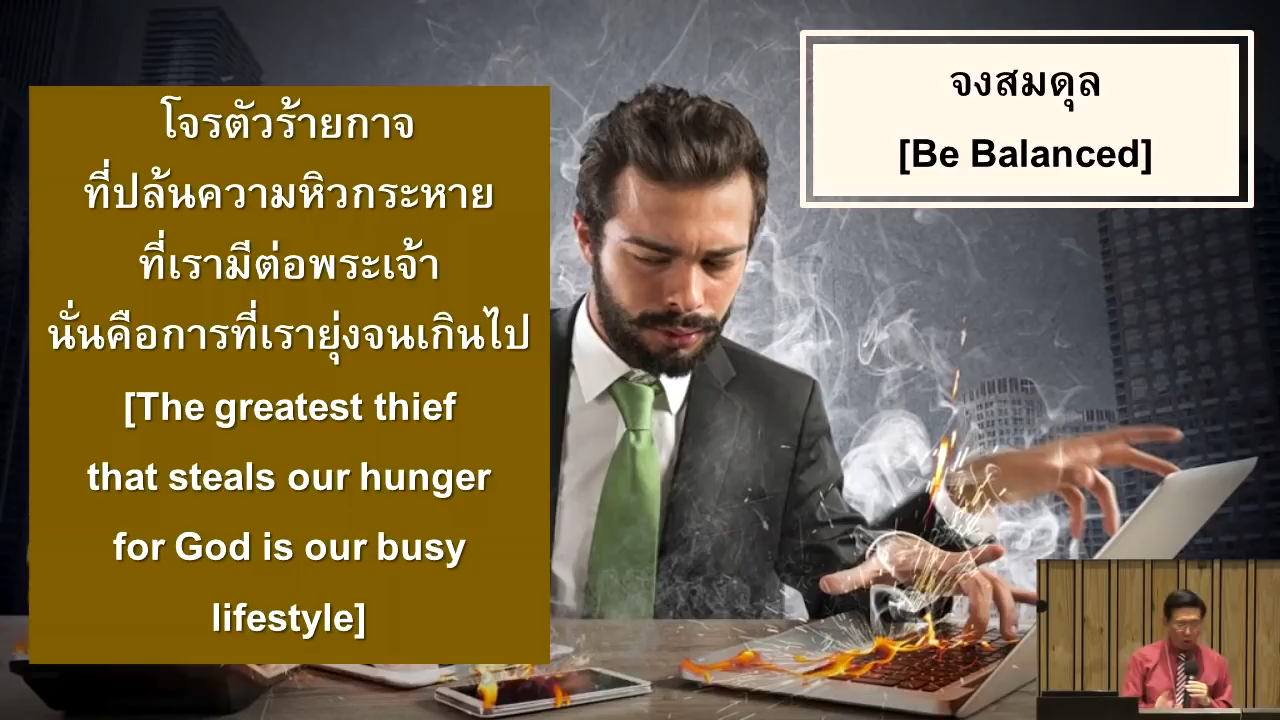 โจรตัวร้ายกาจ
ที่ปล้นความหิวกระหาย
ที่เรามีต่อพระเจ้า
นั่นคือการที่เรายุ่งจนเกินไป
[The greatest thief
that steals our hunger
for God is our busy
lifestyle]
จงสมดุล
[Be Balanced]